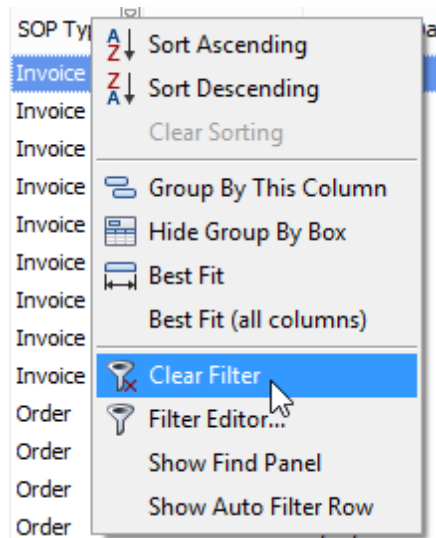 SOP Ty
Sort Ascending
Invoice
Sort Descending
Invoice
Clear Sorting
Invoice
Invoice
Group By This Column
Invoice
Hide Group By Box
Invoice
Best Fit
Invoice
Best Fit (all columns)
Invoice
Invoice
Clear Filter
Order
Filter Editor...
Order
Show Find Panel
Order
Show Auto Filter Row
Order